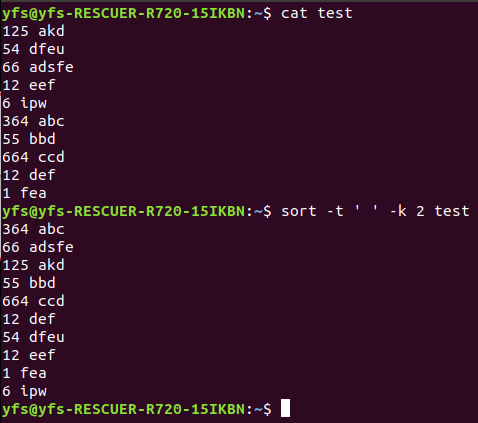 yfs@yfs-RESCUER-R720-15IKBN:~$ cat test
125 akd
54 dfeu
66 adsfe
12 eef
6 ipw
364 abc
55 bbd
664 ccd
12 def
1 fea
yfs@yfs-RESCUER-R720-15IKBN:~$ sort -t ' ' -k 2 test
364 abc
66 adsfe
125 akd
55 bbd
664 ccd
12 def
54 dfeu
12 eef
1 fea
6 ipw
yfs@yfs-RESCUER-R720-15IKBN:~$